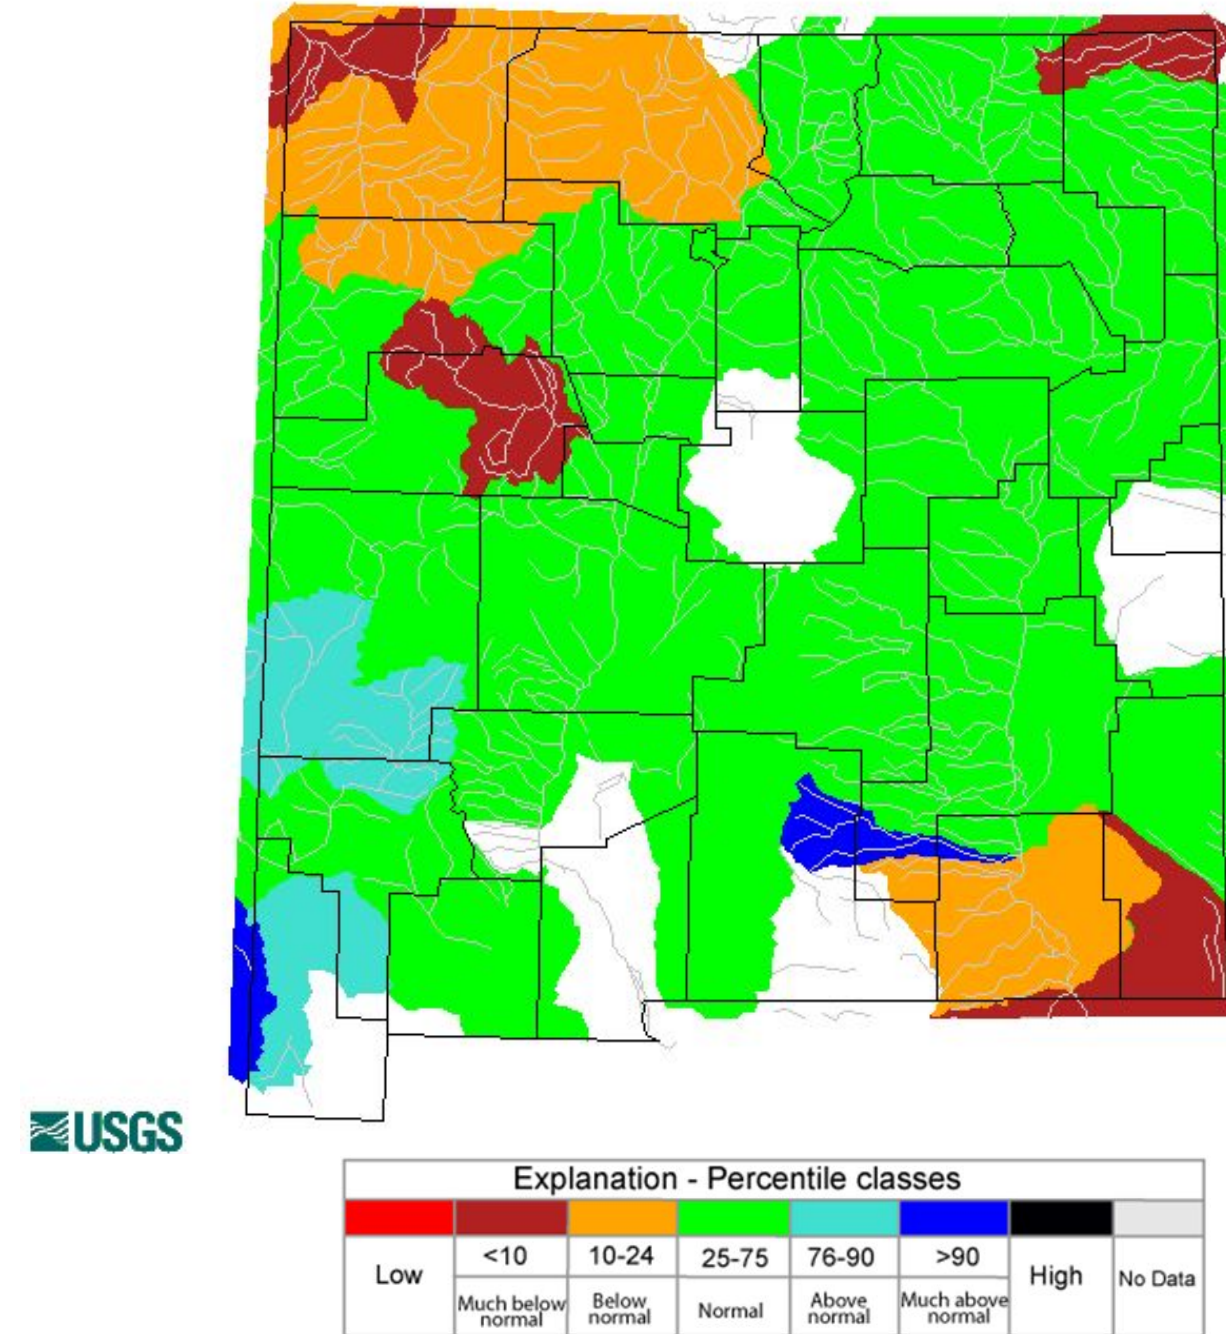 USGS
Explanation - Percentile classes
Low <10 10-24 25-75 76-90 >90 High No Data
Much below normal Below normal Normal Above normal Much above normal